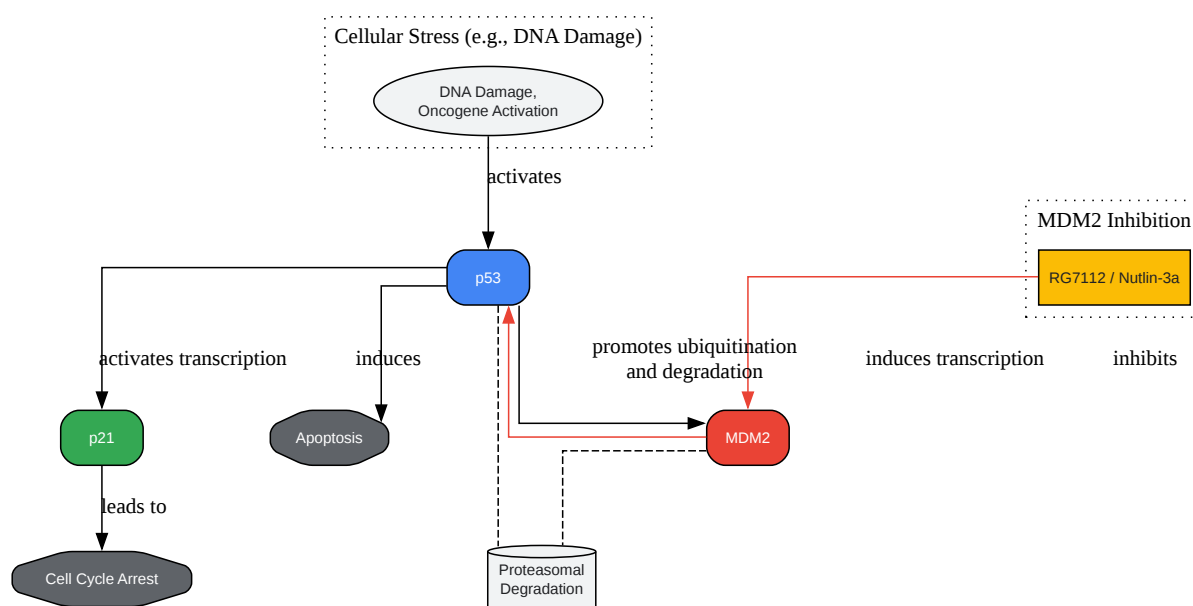 Cellular Stress (e.g., DNA Damage)
DNA Damage,
Oncogene Activation
activates
MDM2 Inhibition
p53
RG7112 / Nutlin-3a
activates transcription
induces
promotes ubiquitination
and degradation
induces transcription
inhibits
p21
Apoptosis
MDM2
leads to
Cell Cycle Arrest
Proteasomal
Degradation